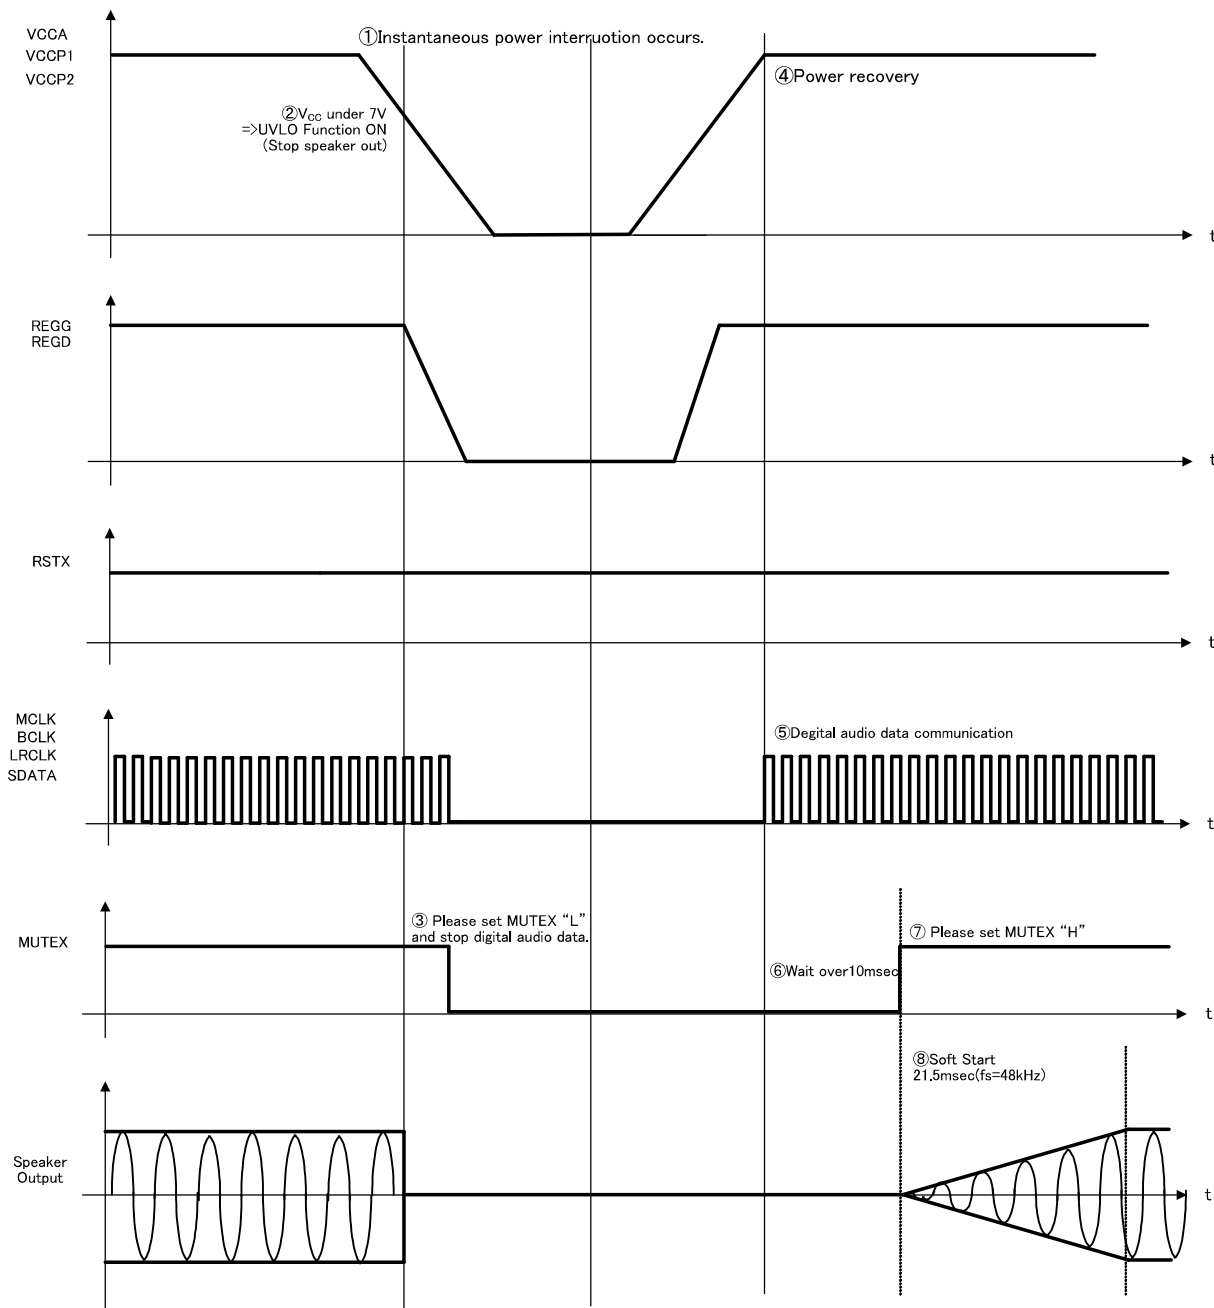 VCCA
VCCP1
VCCP2
①Instantaneous power interruotion occurs.
②VCC under 7V
=>UVLO Function ON
(Stop speaker out)
④Power recovery
t
REGG
REGD
t
RSTX
t
MCLK
BCLK
LRCLK
SDATA
⑤Degital audio data communication
t
MUTEX
③ Please set MUTEX “L”
and stop digital audio data.
⑥Wait over10msec
⑦ Please set MUTEX “H”
t
⑧Soft Start
21.5msec(fs=48kHz)
Speaker
Output
t